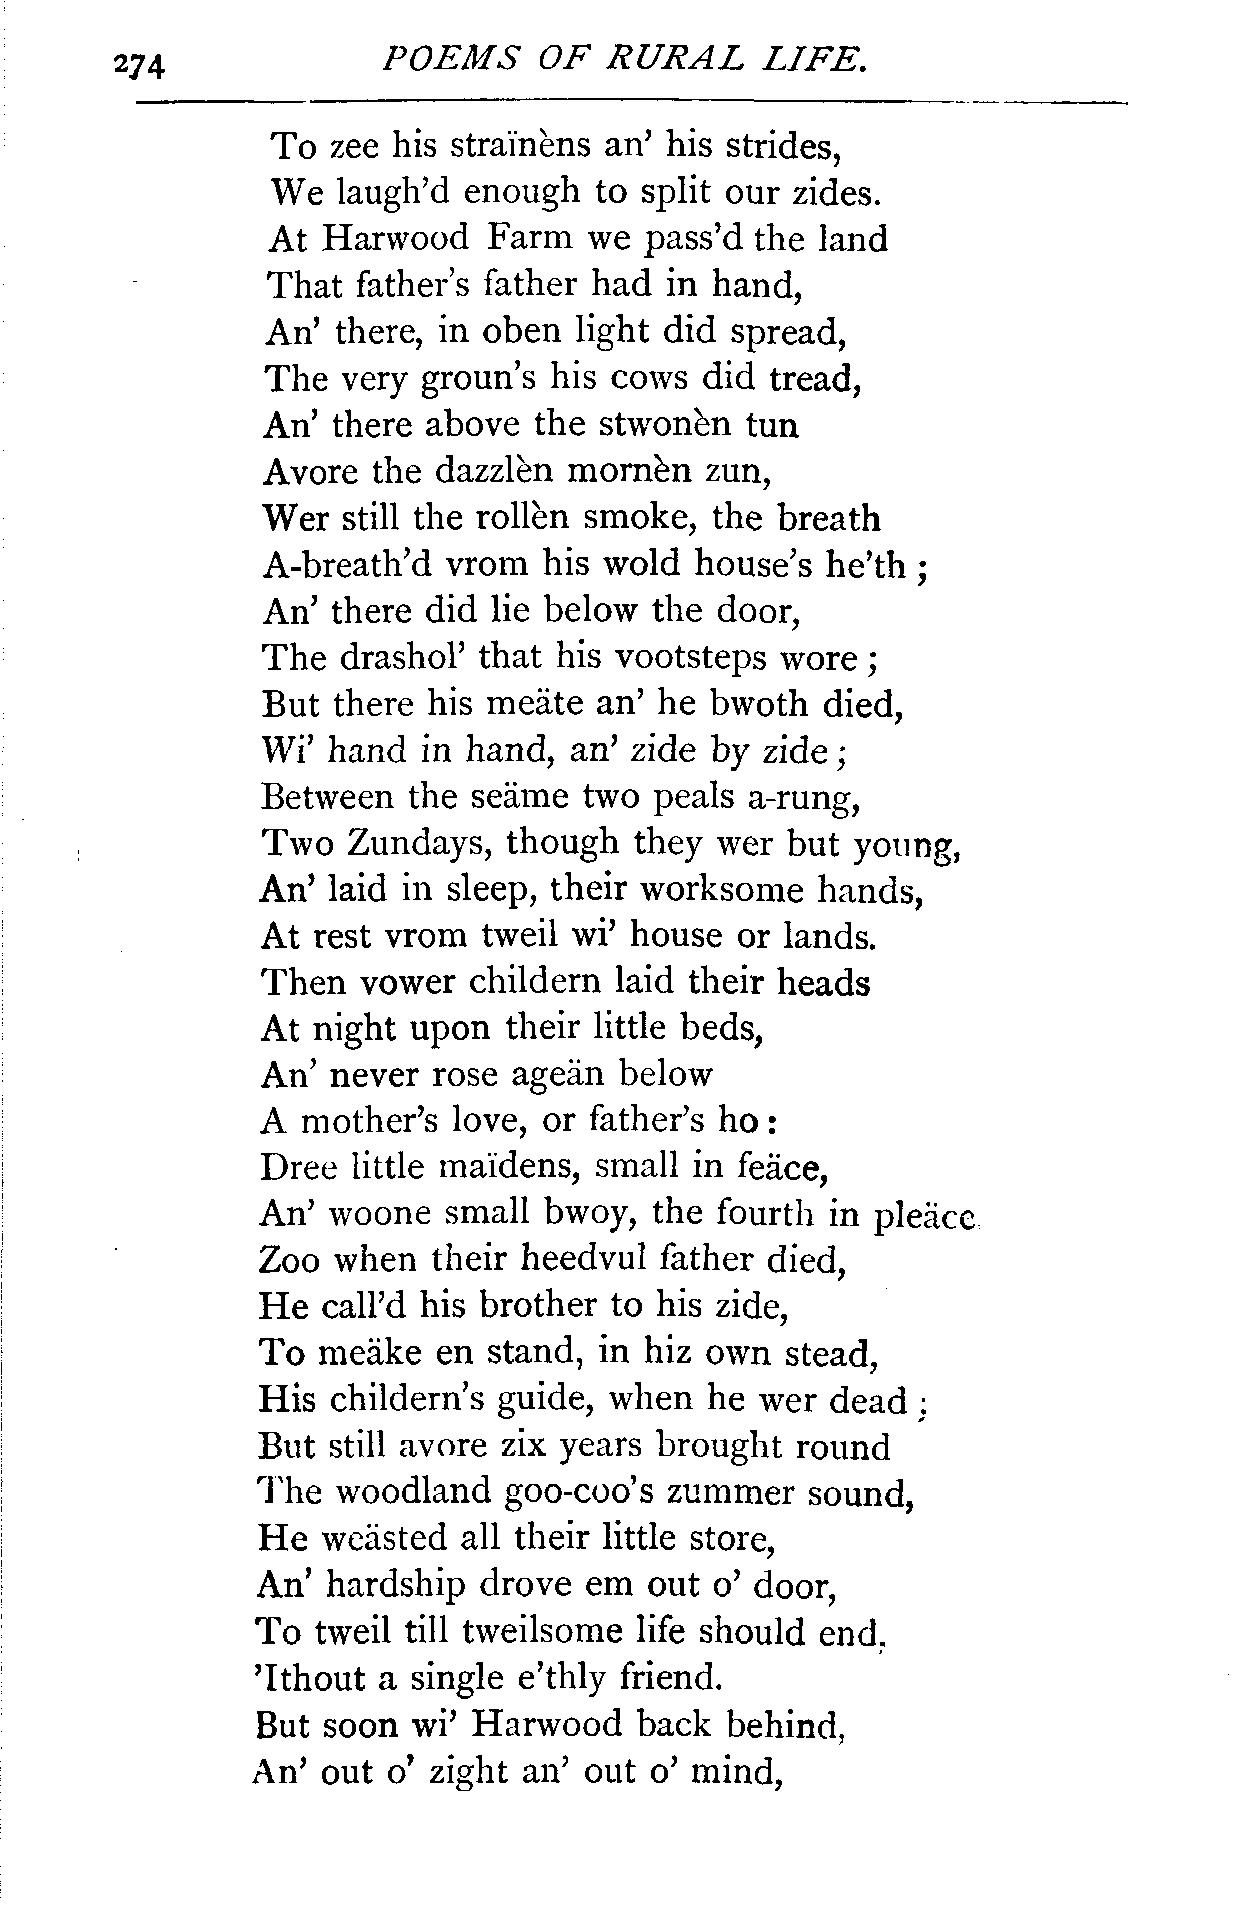 274 POEMS OF RURAL LIFE.
To zee his straïnèns an' his strides,
We laugh'd enough to split our zides.
At Harwood Farm we pass'd the land
That father's father had in hand,
An' there, in oben light did spread,
The very groun's his cows did tread,
An' there above the stwonèn tun
Avore the dazzlèn mornèn zun,
Wer still the rollèn smoke, the breath
A-breath'd vrom his wold house's he'th ;
An' there did lie below the door,
The drashol' that his vootsteps wore ;
But there his meäte an' he bwoth died,
Wi' hand in hand, an' zide by zide ;
Between the seäme two peals a-rung,
Two Zundays, though they wer but young,
An' laid in sleep, their worksome hands,
At rest vrom tweil wi' house or lands.
Then vower childern laid their heads
At night upon their little beds,
An' never rose ageän below
A mother's love, or father's ho :
Dree little maïdens, small in feäce,
An' woone small bwoy, the fourth in pleäce
Zoo when their heedvul father died,
He call'd his brother to his zide,
To meäke en stand, in hiz own stead,
His childern's guide, when he wer dead ;
But still avore zix years brought round
The woodland goo-coo's zummer sound,
He weästed all their little store,
An' hardship drove em out o' door,
To tweil till tweilsome life should end,
'Ithout a single e'thly friend.
But soon wi' Harwood back behind,
An' out o' zight an' out o' mind,